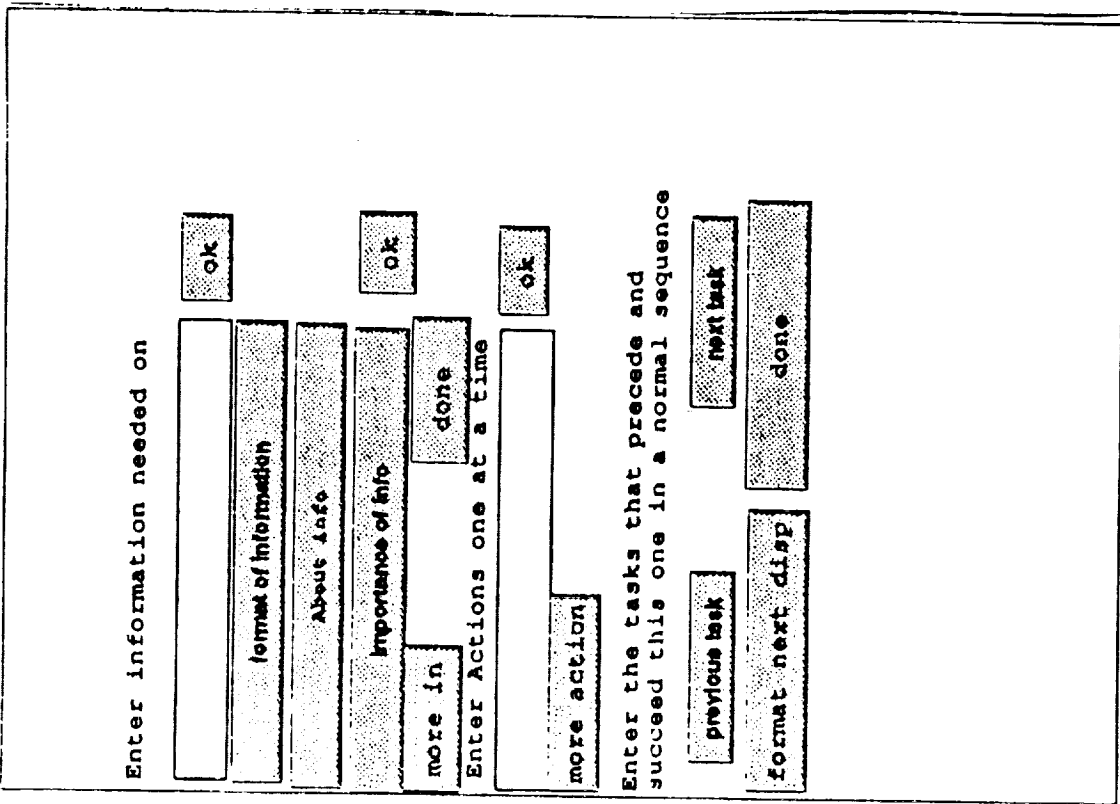 Enter information needed on
ok
format of information
About info
Importance of Info
ok
more in
done
Enter Actions one at a time
ok
more action
Enter the tasks that precede and
succeed this one in a normal sequence
previous task
next task
format next disp
done